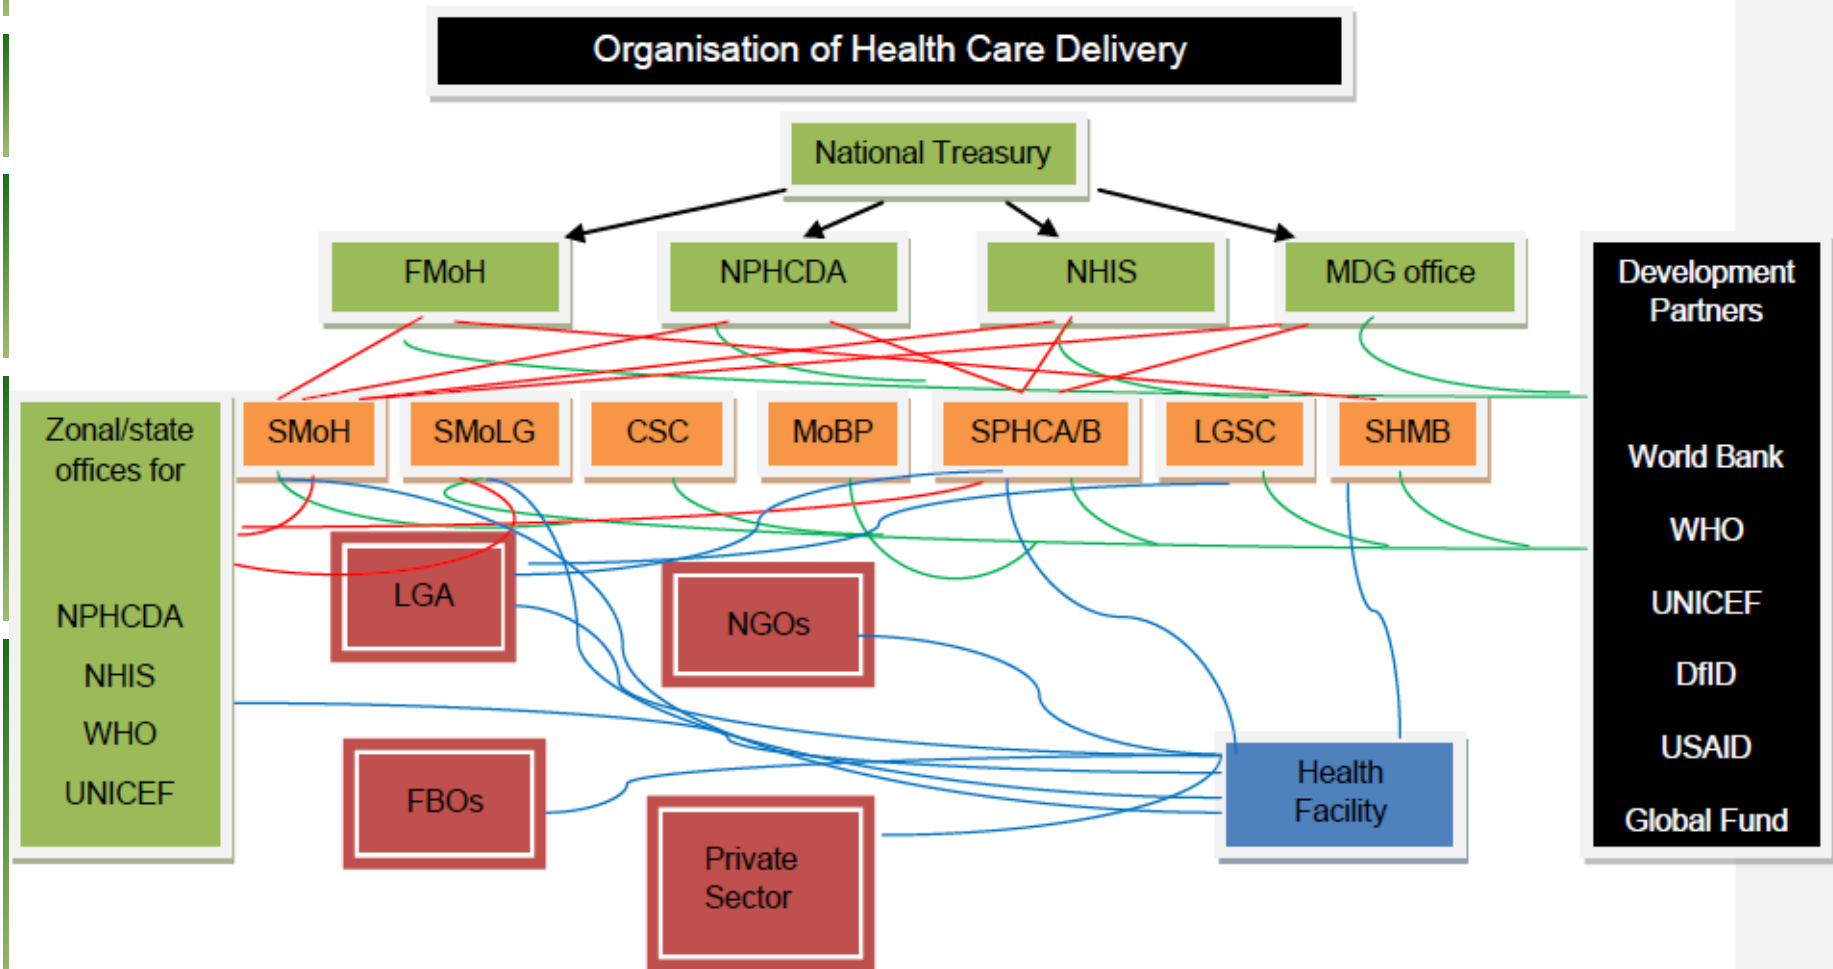 Organisation of Health Care Delivery
National Treasury
FMoH
NPHCDA
NHIS
MDG office
Development
Partners
World Bank
WHO
UNICEF
DfID
USAID
Global Fund
Zonal/state
offices for
NPHCDA
NHIS
WHO
UNICEF
SMoH
SMoLG
CSC
MoBP
SPHCA/B
LGSC
SHMB
LGA
NGOs
FBOs
Private
Sector
Health
Facility